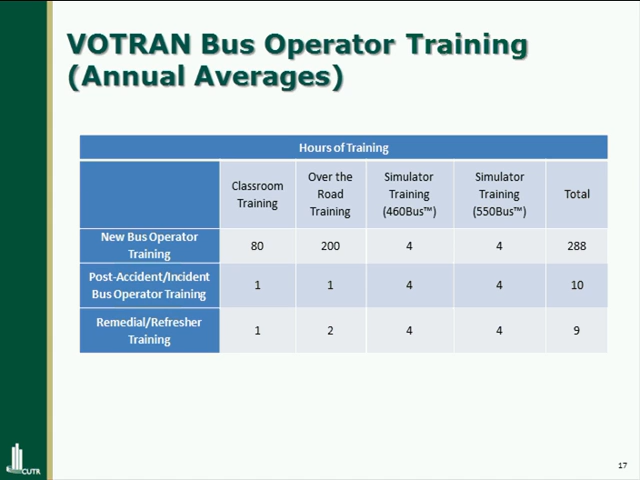 VOTRAN Bus Operator Training
(Annual Averages)
Hours of Training
Classroom
Training
Over the
Road
Training
Simulator
Training
(460Bus™)
Simulator
Training
(550Bus™)
Total
New Bus Operator
Training
80 200 4 4 288
Post-Accident/Incident
Bus Operator Training
1 1 4 4 10
Remedial/Refresher
Training
1 2 4 4 9
CUTR
17